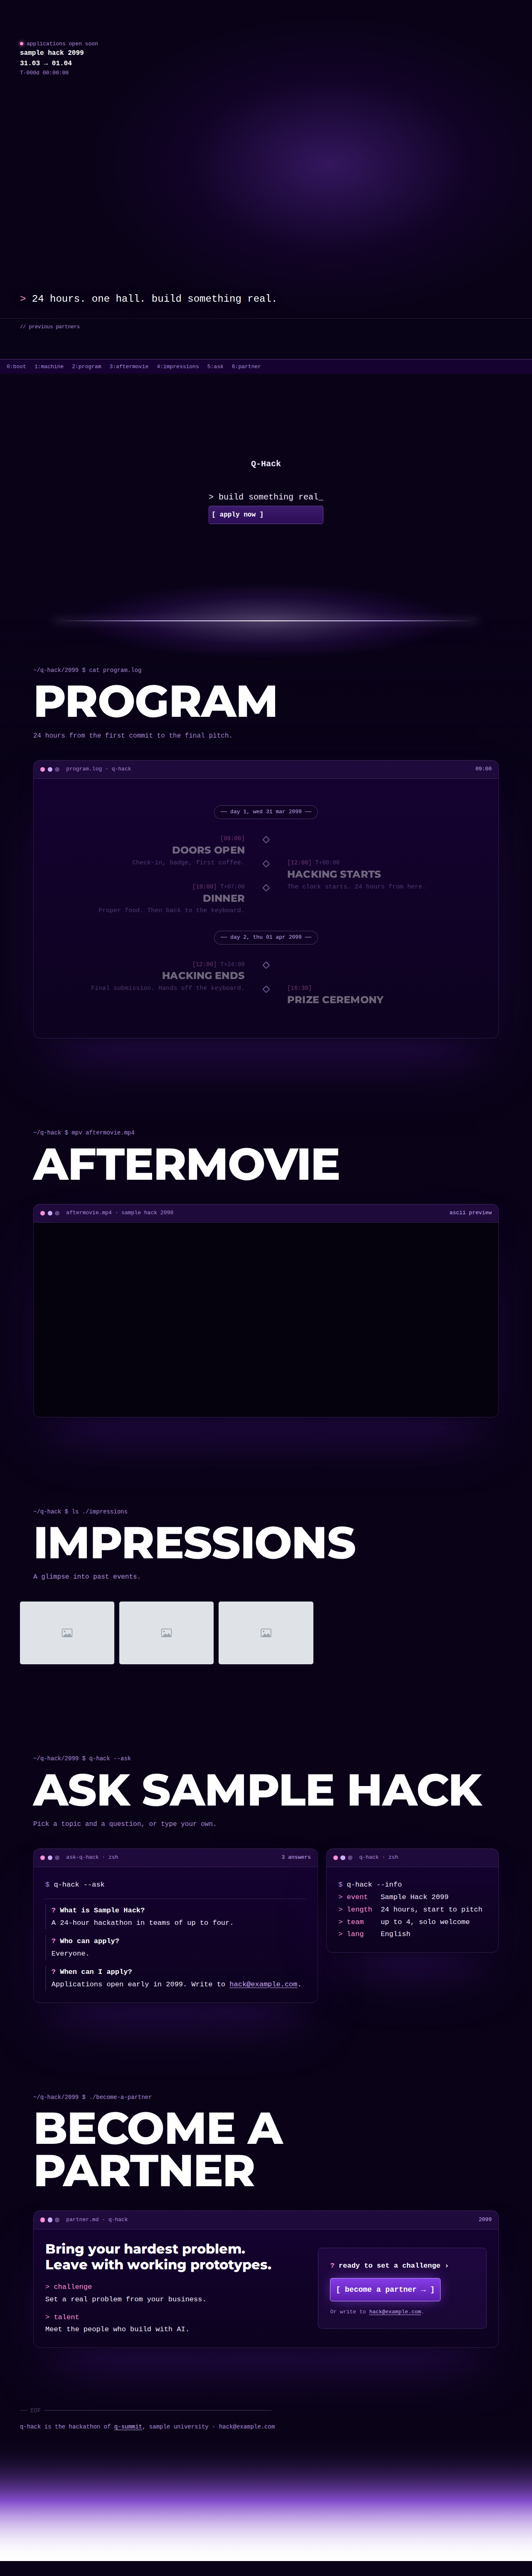 applications open soon
sample hack 2099
31.03 → 01.04
T-000d 00:00:00
> 24 hours. one hall. build something real.
// previous partners
0:boot 1:machine 2:program 3:aftermovie 4:impressions 5:ask 6:partner
Q-Hack
> build something real_
[ apply now ]
~/q-hack/2099 $ cat program.log
PROGRAM
24 hours from the first commit to the final pitch.
program.log - q-hack 09:00
── day 1, wed 31 mar 2099 ──
[09:00]
DOORS OPEN
Check-in, badge, first coffee.
[12:00] T+00:00
HACKING STARTS
The clock starts. 24 hours from here
[19:00] T+07:00
DINNER
Proper food. Then back to the keyboard.
── day 2, thu 01 apr 2099 ──
[12:00] T+24:00
HACKING ENDS
Final submission. Hands off the keyboard.
[18:30]
PRIZE CEREMONY
~/q-hack $ mpv aftermovie.mp4
AFTERMOVIE
aftermovie.mp4 · sample hack 2099 ascii preview
~/q-hack $ ls ./impressions
IMPRESSIONS
A glimpse into past events.
~/q-hack/2099 $ q-hack --ask
ASK SAMPLE HACK
Pick a topic and a question, or type your own.
ask-q-hack · zsh 3 answers
$ q-hack --ask
? What is Sample Hack?
A 24-hour hackathon in teams of up to four.
? Who can apply?
Everyone.
? When can I apply?
Applications open early in 2099. Write to hack@example.com.
q-hack · zsh
$ q-hack --info
> event Sample Hack 2099
> length 24 hours, start to pitch
> team up to 4, solo welcome
> lang English
~/q-hack/2099 $ ./become-a-partner
BECOME A
PARTNER
partner.md · q-hack 2099
Bring your hardest problem.
Leave with working prototypes.
> challenge
Set a real problem from your business.
> talent
Meet the people who build with AI.
? ready to set a challenge ›
[ become a partner → ]
Or write to hack@example.com.
── EOF ──
q-hack is the hackathon of q-summit, sample university · hack@example.com